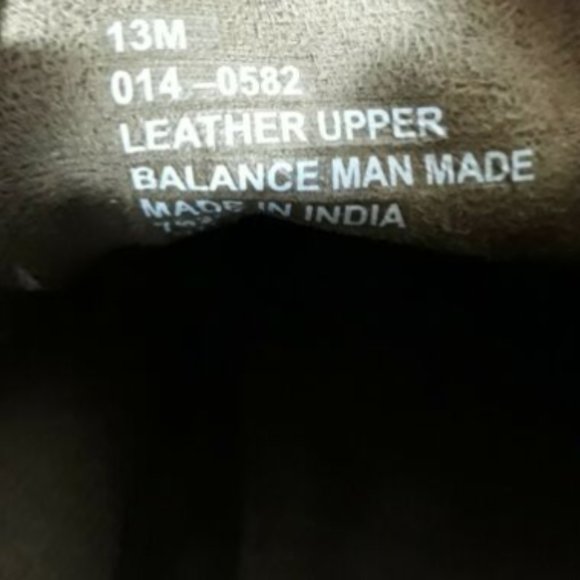 13M
014-0582
LEATHER UPPER
BALANCE MAN MADE
MADE IN INDIA